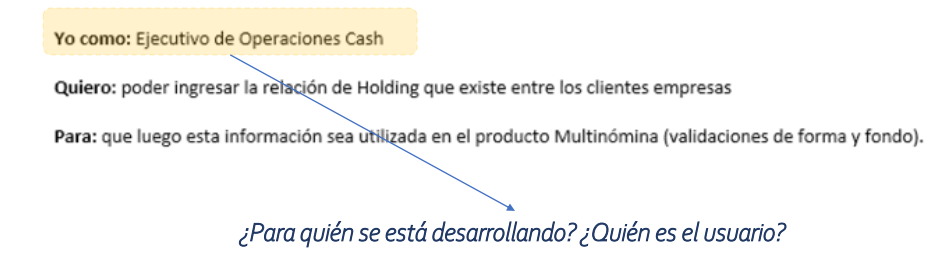 Yo como: Ejecutivo de Operaciones Cash
Quiero: poder ingresar la relación de Holding que existe entre los clientes empresas
Para: que luego esta información sea utilizada en el producto Multinómina (validaciones de forma y fondo).
¿Para quién se está desarrollando? ¿Quién es el usuario?